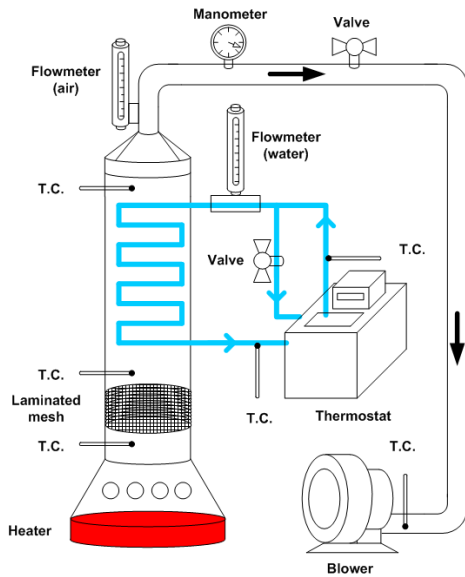 Manometer
Valve
Flowmeter
(air)
Flowmeter
(water)
T.C.
Valve
T.C.
T.C.
Laminated
mesh
T.C.
Thermostat
T.C.
T.C.
Heater
Blower